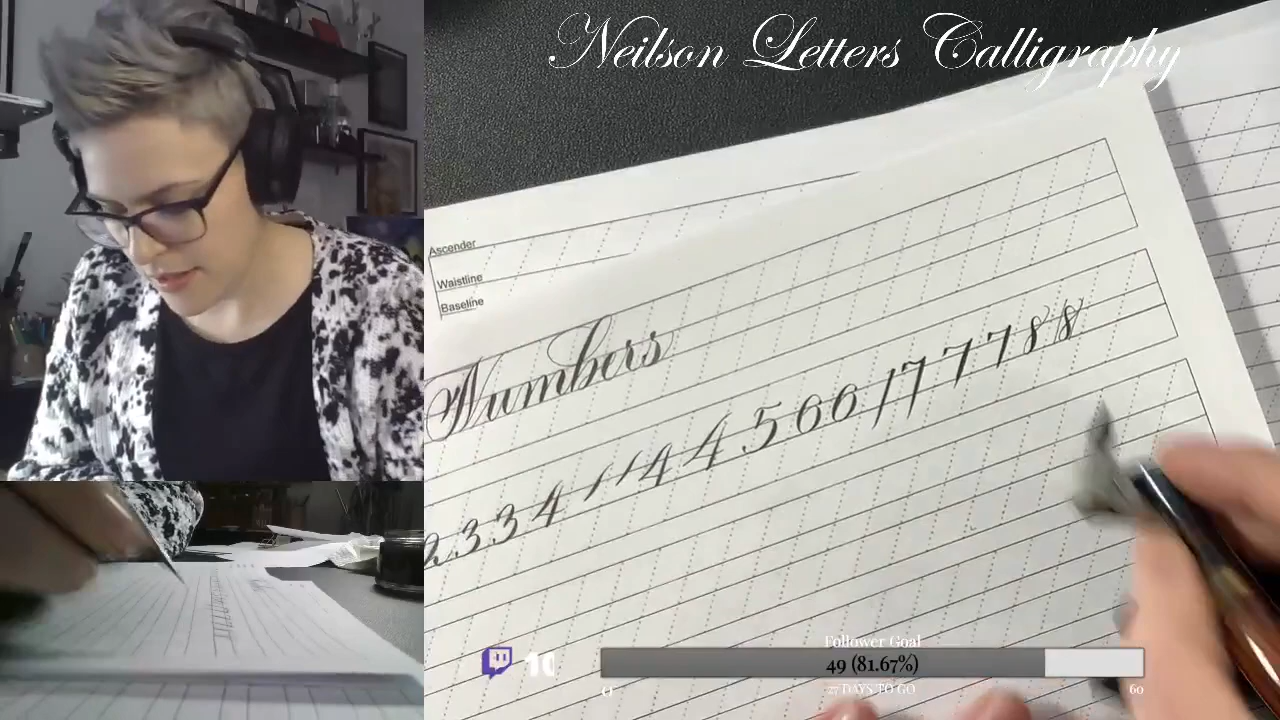 Neilson Letters Calligraphy
Ascender
Waistline
Baseline
Numbers
2 3 3 4 1 1 4 4 5 6 6 1 7 7 7 8 8
Follower Goal
49 (81.67%)
27 DAYS TO GO
60